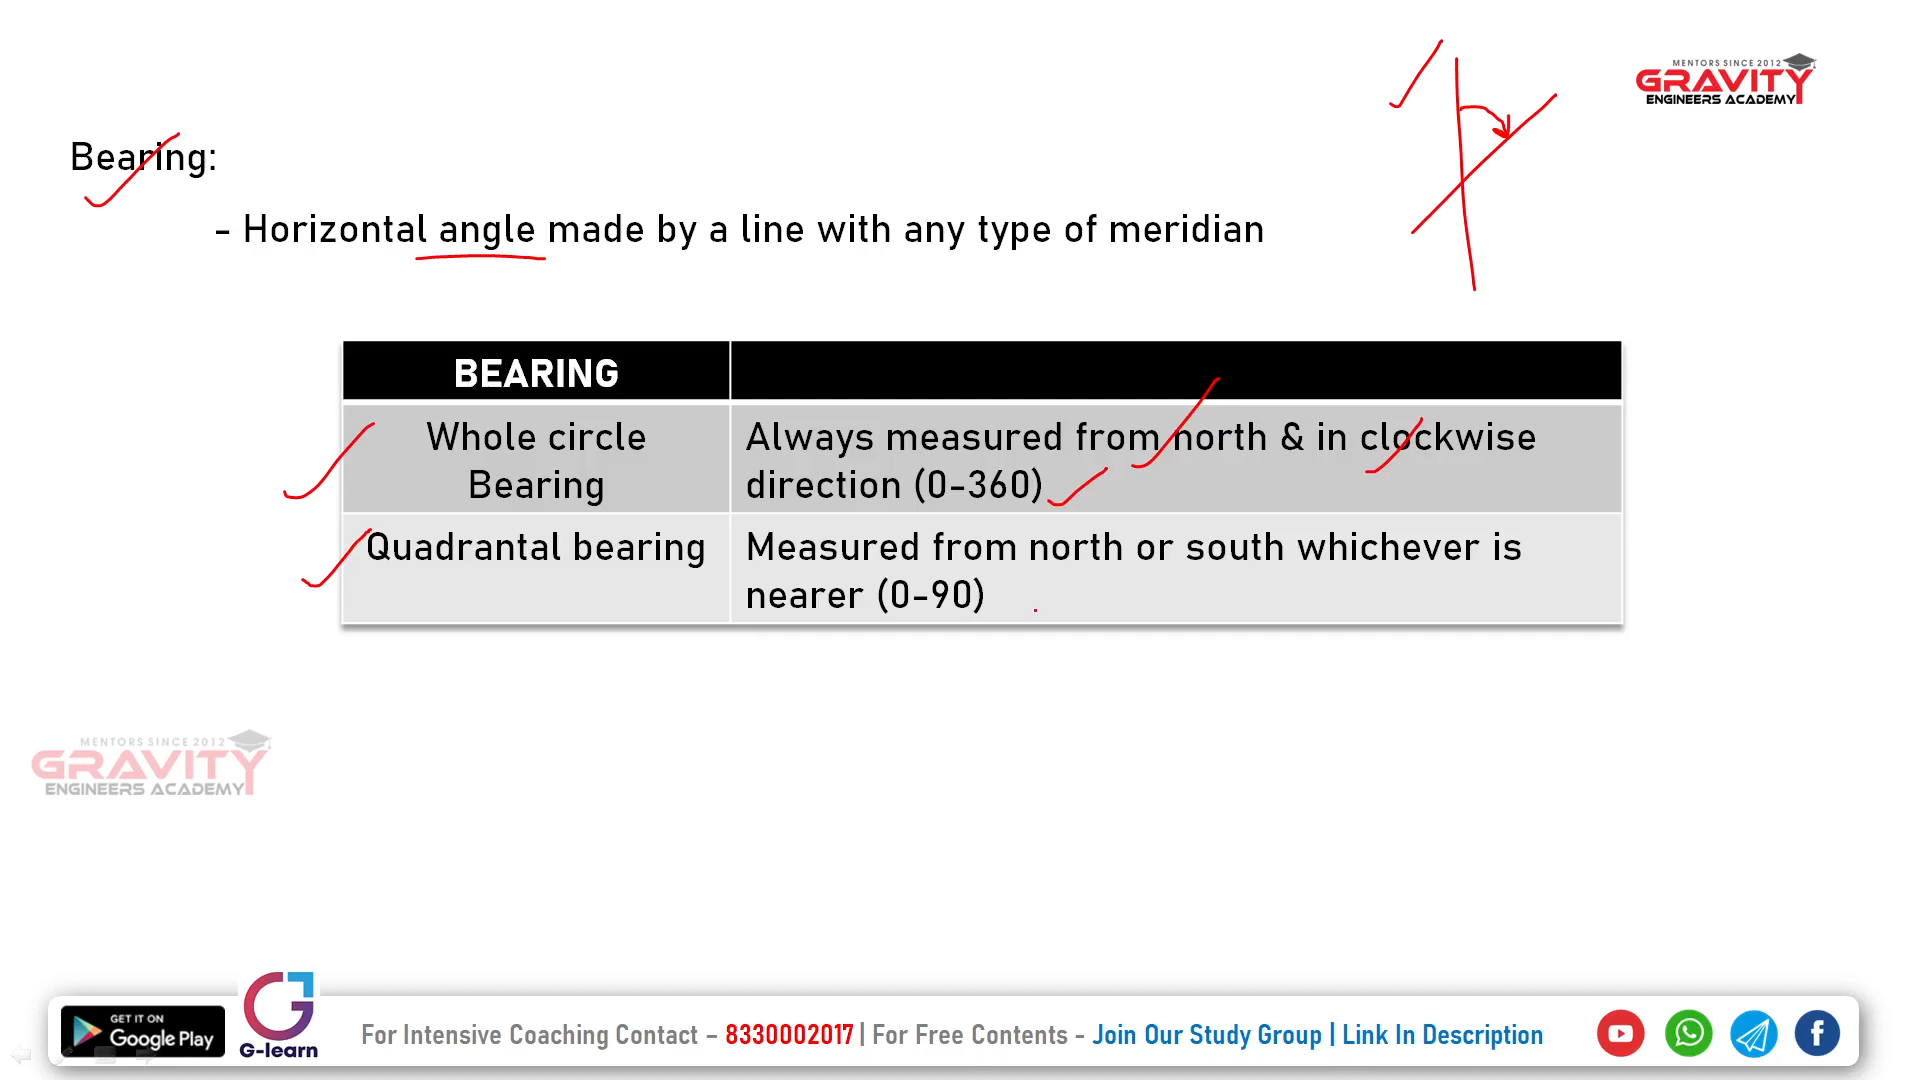 MENTORS SINCE 2012
GRAVITY
ENGINEERS ACADEMY
Bearing:
- Horizontal angle made by a line with any type of meridian
BEARING
Whole circle
Bearing
Always measured from north & in clockwise
direction (0-360)
Quadrantal bearing
Measured from north or south whichever is
nearer (0-90)
MENTORS SINCE 2012
GRAVITY
ENGINEERS ACADEMY
GET IT ON
Google Play
G-learn
For Intensive Coaching Contact – 8330002017 | For Free Contents - Join Our Study Group | Link In Description